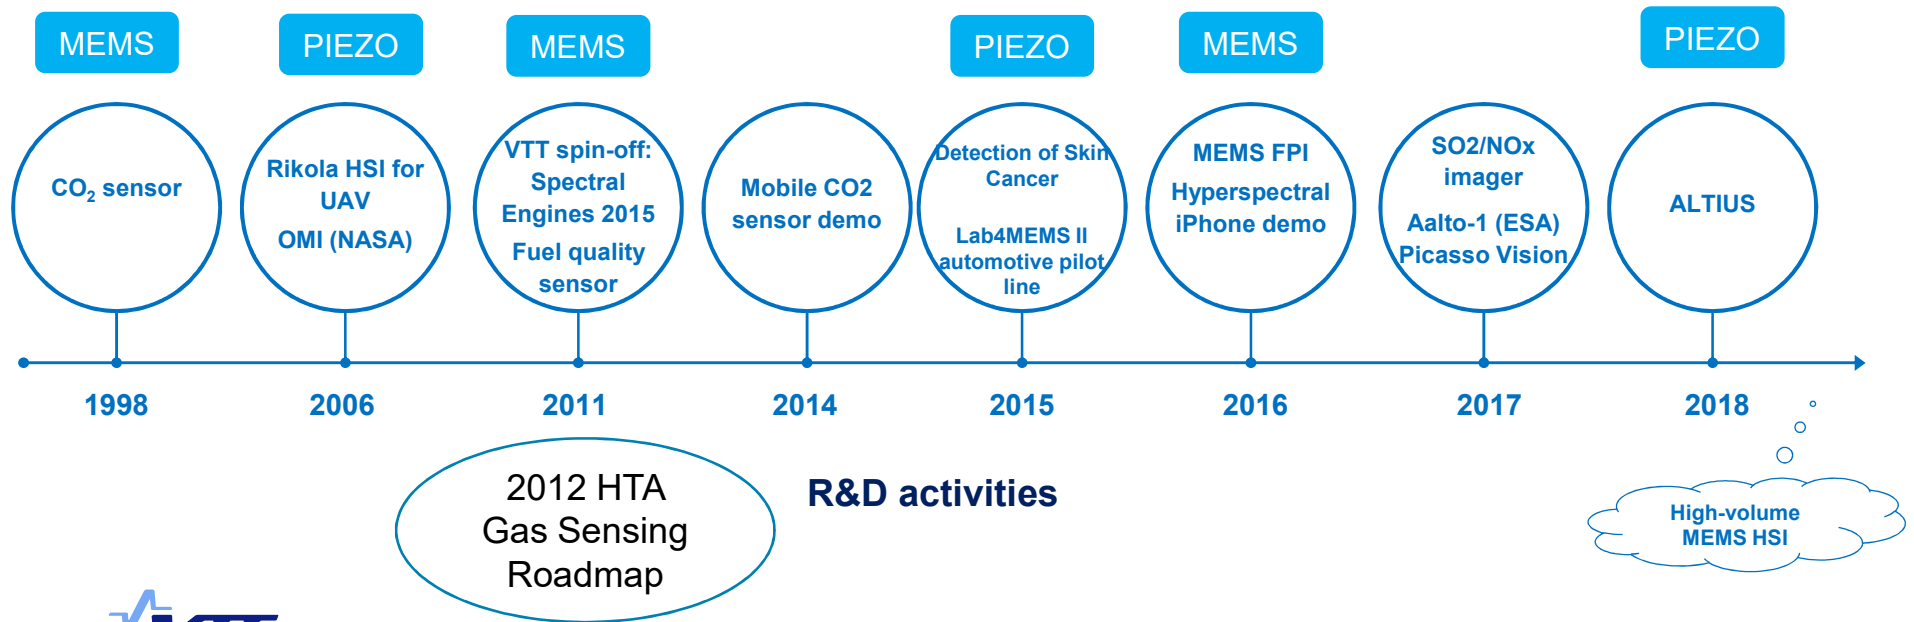 MEMS
PIEZO
MEMS
PIEZO
MEMS
PIEZO
CO2 sensor
Rikola HSI for
UAV
OMI (NASA)
VTT spin-off:
Spectral
Engines 2015
Fuel quality
sensor
Mobile CO2
sensor demo
Detection of Skin
Cancer
Lab4MEMS II
automotive pilot
line
MEMS FPI
Hyperspectral
iPhone demo
SO2/NOx
imager
Aalto-1 (ESA)
Picasso Vision
ALTIUS
1998
2006
2011
2014
2015
2016
2017
2018
2012 HTA
Gas Sensing
Roadmap
R&D activities
High-volume
MEMS HSI